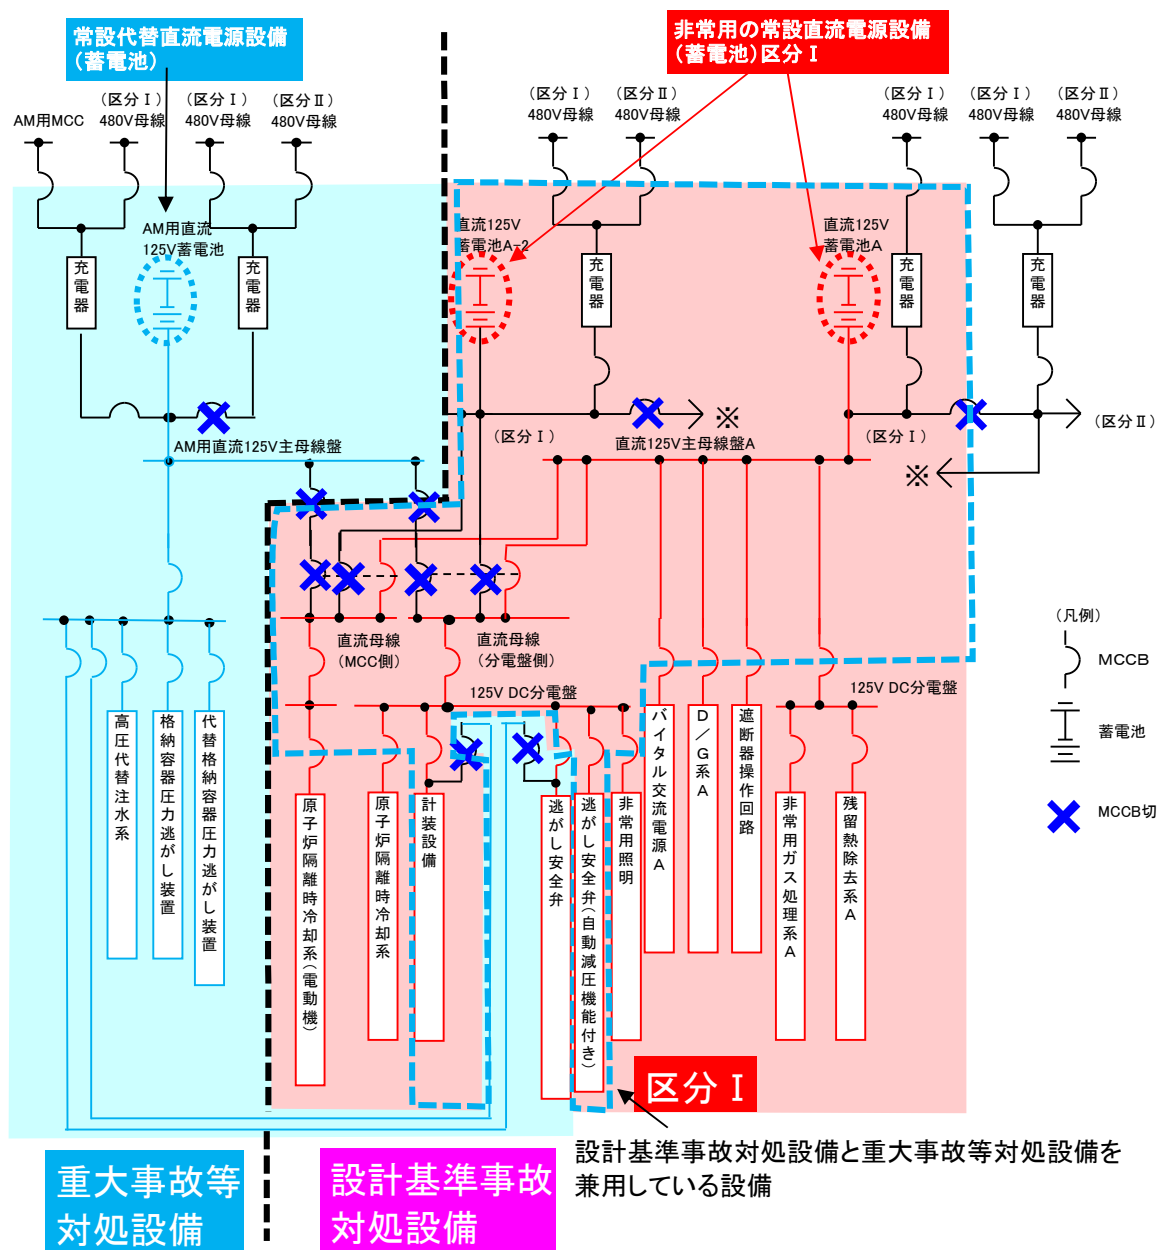 常設代替直流電源設備
（蓄電池）
非常用の常設直流電源設備
（蓄電池）区分Ⅰ
AM用MCC
（区分Ⅰ）
480V母線
（区分Ⅰ）
480V母線
（区分Ⅱ）
480V母線
（区分Ⅰ）
480V母線
（区分Ⅱ）
480V母線
（区分Ⅰ）
480V母線
（区分Ⅰ）
480V母線
（区分Ⅱ）
480V母線
AM用直流
125V蓄電池
直流125V
蓄電池A-2
直流125V
蓄電池A
充電器
充電器
充電器
充電器
充電器
※
（区分Ⅱ）
AM用直流125V主母線盤
（区分Ⅰ）
直流125V主母線盤A
（区分Ⅰ）
※
直流母線
（MCC側）
直流母線
（分電盤側）
125V DC分電盤
125V DC分電盤
高圧代替注水系
格納容器圧力逃がし装置
代替格納容器圧力逃がし装置
原子炉隔離時冷却系（電動機）
原子炉隔離時冷却系
計装設備
逃がし安全弁
逃がし安全弁（自動減圧機能付き）
非常用照明
バイタル交流電源A
D／G系A
遮断器操作回路
非常用ガス処理系A
残留熱除去系A
（凡例）
MCCB
蓄電池
MCCB切
区分Ⅰ
設計基準事故対処設備と重大事故等対処設備を
兼用している設備
重大事故等
対処設備
設計基準事故
対処設備